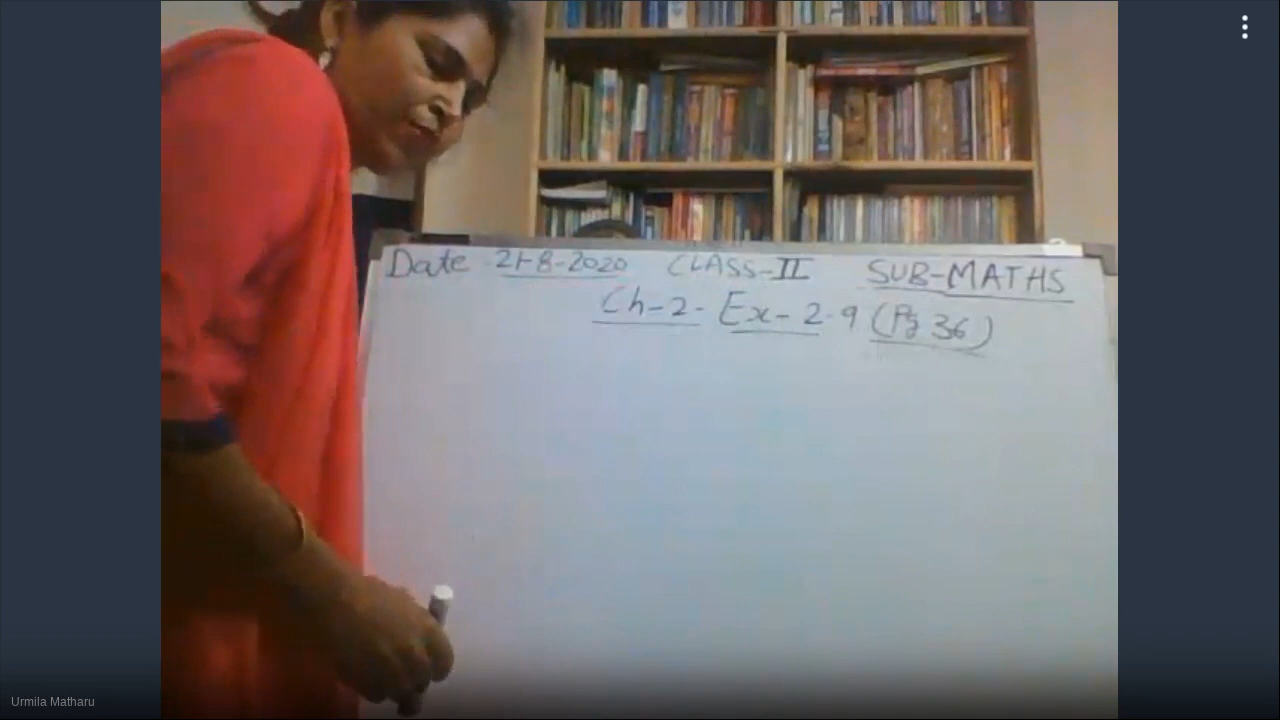 Date 21-8-2020 CLASS-II SUB-MATHS
Ch-2- Ex-2.9 (Pg 36)
Urmila Matharu